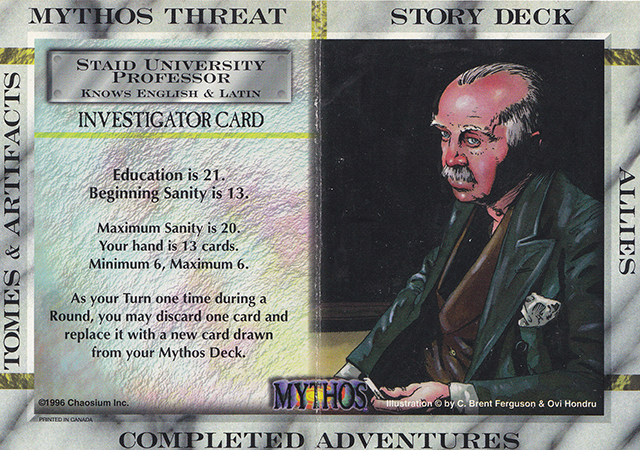 MYTHOS THREAT
STORY DECK
TOMES & ARTIFACTS
ALLIES
STAID UNIVERSITY
PROFESSOR
KNOWS ENGLISH & LATIN
INVESTIGATOR CARD
Education is 21.
Beginning Sanity is 13.
Maximum Sanity is 20.
Your hand is 13 cards.
Minimum 6, Maximum 6.
As your Turn one time during a
Round, you may discard one card and
replace it with a new card drawn
from your Mythos Deck.
©1996 Chaosium Inc.
MYTHOS
Illustration © by C. Brent Ferguson & Ovi Hondru
PRINTED IN CANADA
COMPLETED ADVENTURES